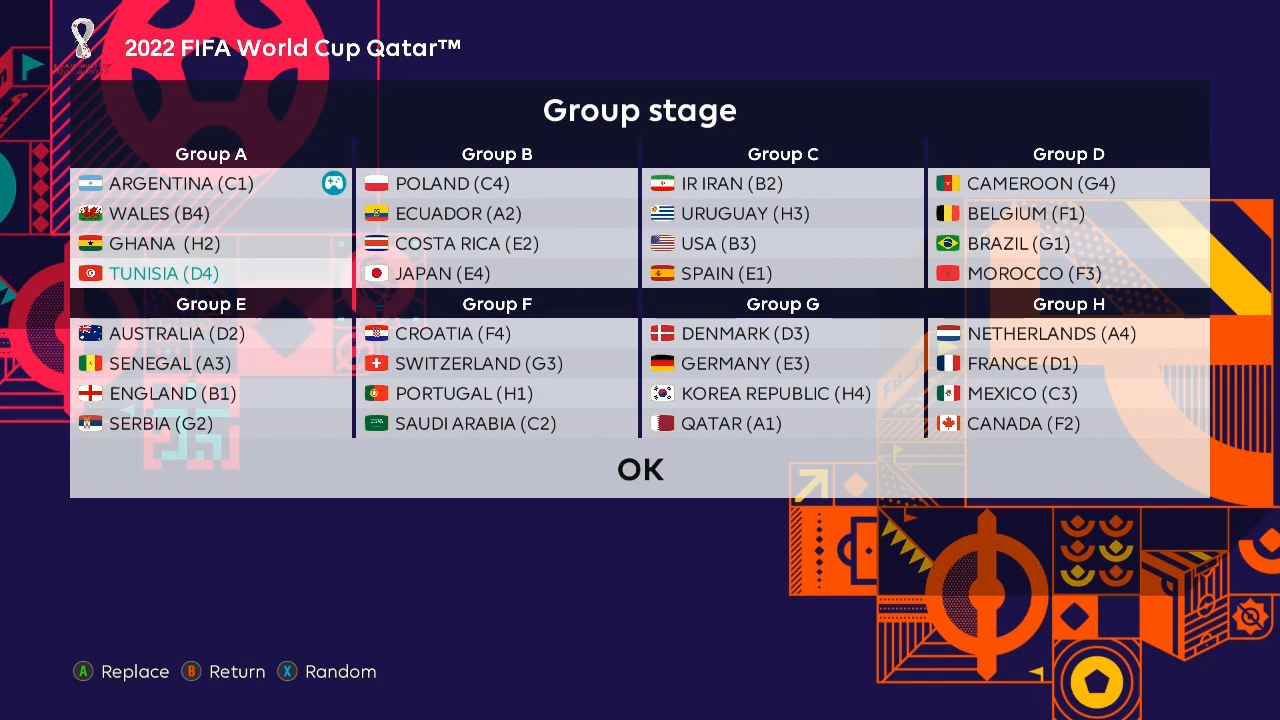 2022 FIFA World Cup Qatar™
Group stage
Group A
ARGENTINA (C1)
WALES (B4)
GHANA (H2)
TUNISIA (D4)
Group B
POLAND (C4)
ECUADOR (A2)
COSTA RICA (E2)
JAPAN (E4)
Group C
IR IRAN (B2)
URUGUAY (H3)
USA (B3)
SPAIN (E1)
Group D
CAMEROON (G4)
BELGIUM (F1)
BRAZIL (G1)
MOROCCO (F3)
Group E
AUSTRALIA (D2)
SENEGAL (A3)
ENGLAND (B1)
SERBIA (G2)
Group F
CROATIA (F4)
SWITZERLAND (G3)
PORTUGAL (H1)
SAUDI ARABIA (C2)
Group G
DENMARK (D3)
GERMANY (E3)
KOREA REPUBLIC (H4)
QATAR (A1)
Group H
NETHERLANDS (A4)
FRANCE (D1)
MEXICO (C3)
CANADA (F2)
OK
A Replace B Return X Random